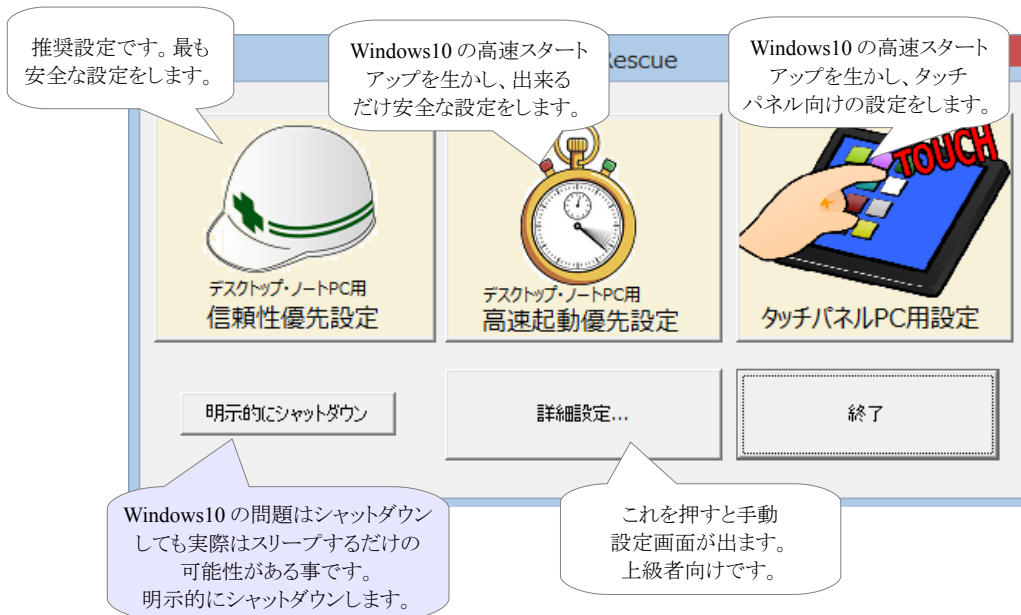 推奨設定です。最も
安全な設定をします。
Windows10 の高速スタート
アップを生かし、出来る
だけ安全な設定をします。
Windows10 の高速スタート
アップを生かし、タッチ
パネル向けの設定をします。
Rescue
TOUCH
デスクトップ・ノートPC用
信頼性優先設定
デスクトップ・ノートPC用
高速起動優先設定
タッチパネルPC用設定
明示的にシャットダウン
詳細設定...
終了
Windows10 の問題はシャットダウン
しても実際はスリープするだけの
可能性がある事です。
明示的にシャットダウンします。
これを押すと手動
設定画面が出ます。
上級者向けです。